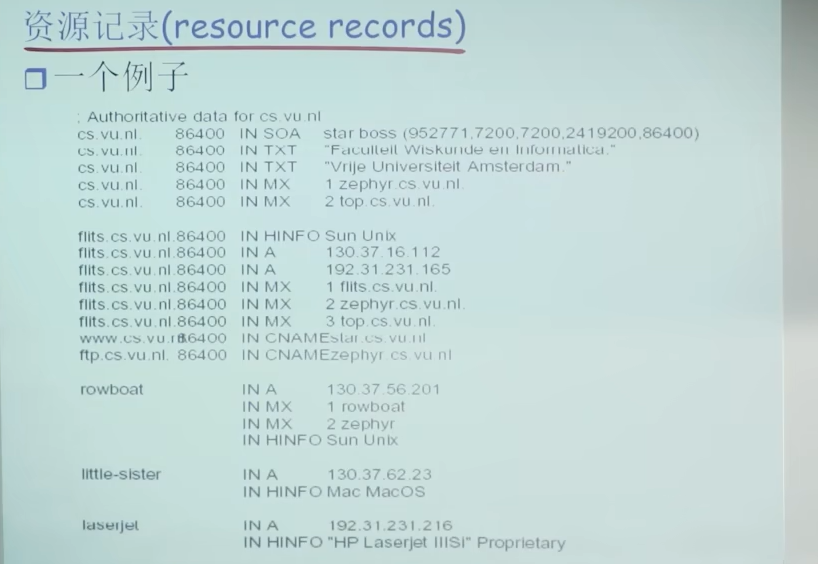 资源记录(resource records)
一个例子
; Authoritative data for cs.vu.nl
cs.vu.nl. 86400 IN SOA star boss (952771,7200,7200,2419200,86400)
cs.vu.nl. 86400 IN TXT "Faculteit Wiskunde en Informatica."
cs.vu.nl. 86400 IN TXT "Vrije Universiteit Amsterdam."
cs.vu.nl. 86400 IN MX 1 zephyr.cs.vu.nl.
cs.vu.nl. 86400 IN MX 2 top.cs.vu.nl.
flits.cs.vu.nl.86400 IN HINFO Sun Unix
flits.cs.vu.nl.86400 IN A 130.37.16.112
flits.cs.vu.nl.86400 IN A 192.31.231.165
flits.cs.vu.nl.86400 IN MX 1 flits.cs.vu.nl.
flits.cs.vu.nl.86400 IN MX 2 zephyr.cs.vu.nl.
flits.cs.vu.nl.86400 IN MX 3 top.cs.vu.nl.
www.cs.vu.nl.86400 IN CNAMEstar.cs.vu.nl
ftp.cs.vu.nl. 86400 IN CNAMEzephyr.cs.vu.nl
rowboat IN A 130.37.56.201
IN MX 1 rowboat
IN MX 2 zephyr
IN HINFO Sun Unix
little-sister IN A 130.37.62.23
IN HINFO Mac MacOS
laserjet IN A 192.31.231.216
IN HINFO "HP Laserjet IIISi" Proprietary